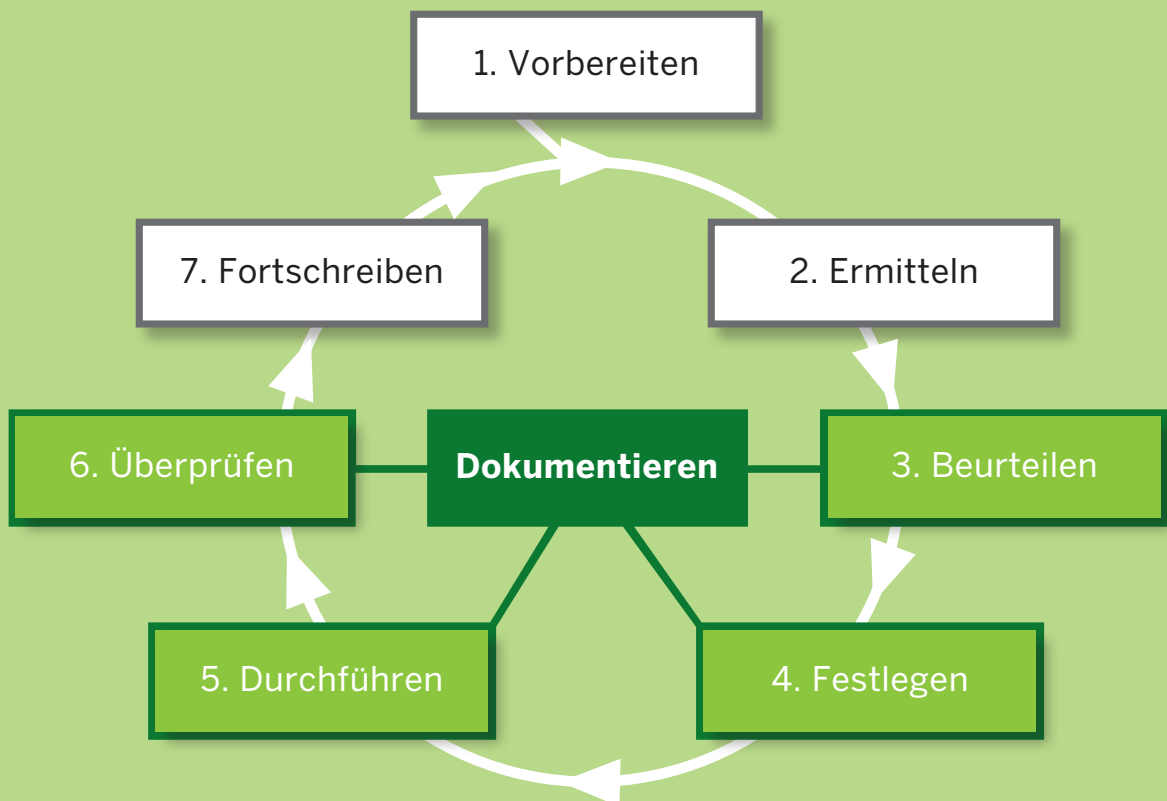 1. Vorbereiten
7. Fortschreiben
2. Ermitteln
6. Überprüfen
Dokumentieren
3. Beurteilen
5. Durchführen
4. Festlegen